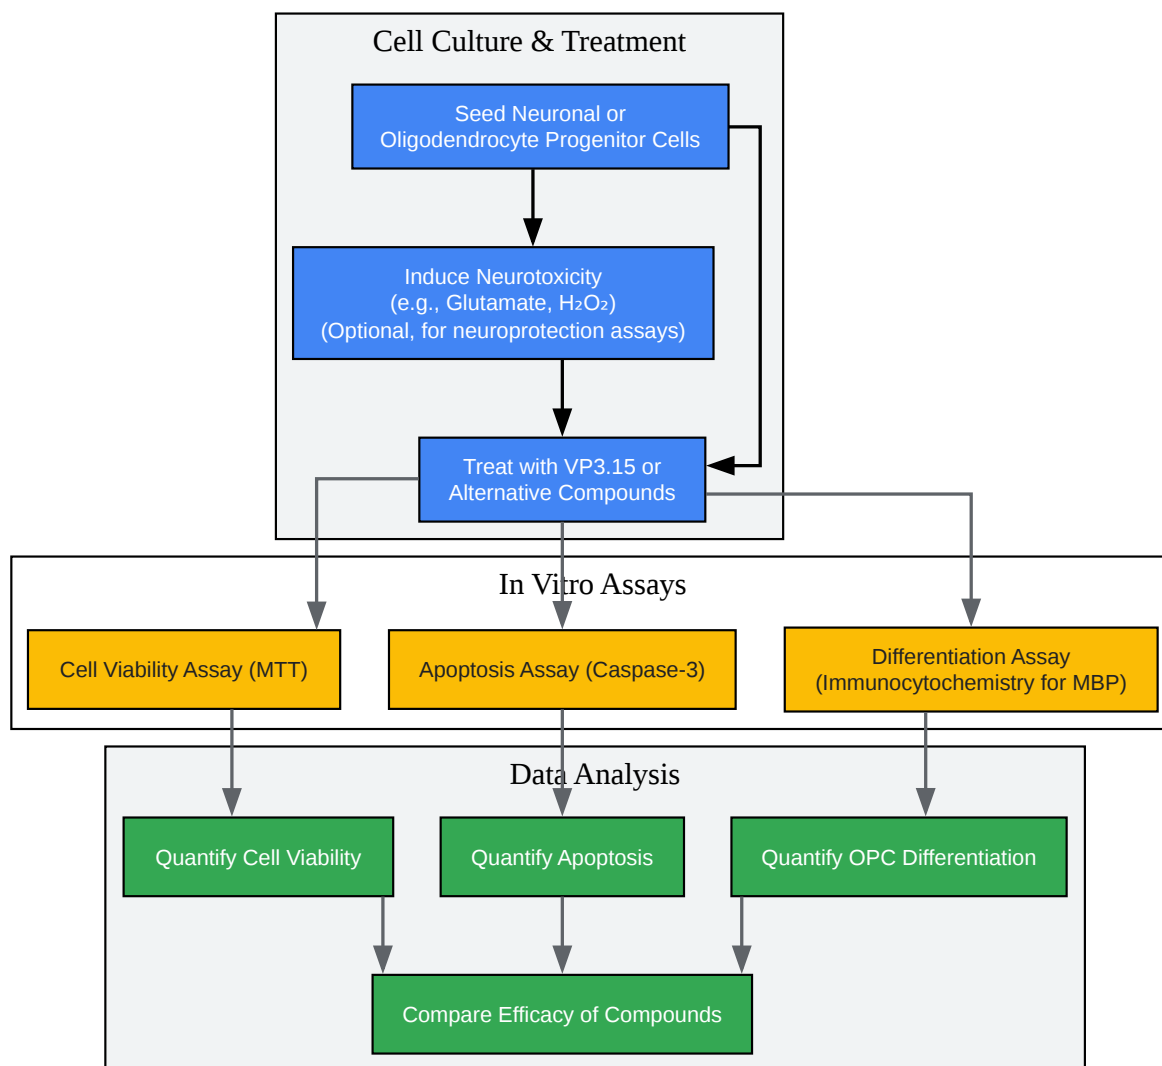 Cell Culture & Treatment
Seed Neuronal or
Oligodendrocyte Progenitor Cells
Induce Neurotoxicity
(e.g., Glutamate, H₂O₂)
(Optional, for neuroprotection assays)
Treat with VP3.15 or
Alternative Compounds
In Vitro Assays
Cell Viability Assay (MTT)
Apoptosis Assay (Caspase-3)
Differentiation Assay
(Immunocytochemistry for MBP)
Data Analysis
Quantify Cell Viability
Quantify Apoptosis
Quantify OPC Differentiation
Compare Efficacy of Compounds